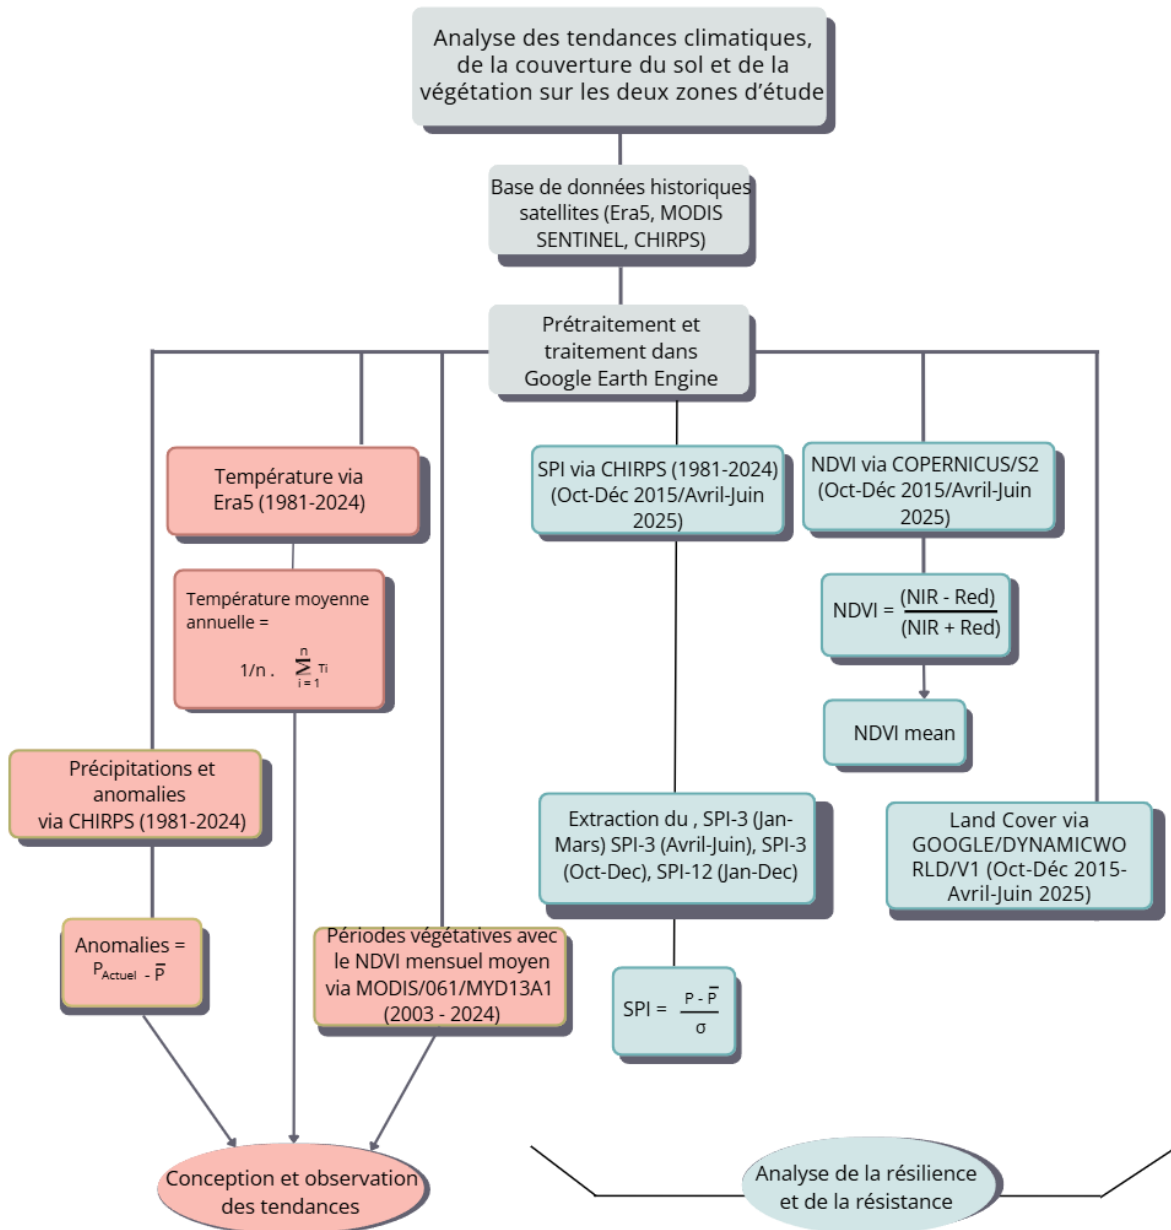 Analyse des tendances climatiques,
de la couverture du sol et de la
végétation sur les deux zones d'étude
Base de données historiques
satellites (Era5, MODIS
SENTINEL, CHIRPS)
Prétraitement et
traitement dans
Google Earth Engine
Température via
Era5 (1981-2024)
Température moyenne
annuelle =
n
1/n . Σ Ti
i = 1
Précipitations et
anomalies
via CHIRPS (1981-2024)
Anomalies =
P Actuel - P̅
Périodes végétatives avec
le NDVI mensuel moyen
via MODIS/061/MYD13A1
(2003 - 2024)
Conception et observation
des tendances
SPI via CHIRPS (1981-2024)
(Oct-Déc 2015/Avril-Juin
2025)
Extraction du , SPI-3 (Jan-
Mars) SPI-3 (Avril-Juin), SPI-3
(Oct-Dec), SPI-12 (Jan-Dec)
P - P̅
SPI =
σ
NDVI via COPERNICUS/S2
(Oct-Déc 2015/Avril-Juin
2025)
(NIR - Red)
NDVI =
(NIR + Red)
NDVI mean
Land Cover via
GOOGLE/DYNAMICWO
RLD/V1 (Oct-Déc 2015-
Avril-Juin 2025)
Analyse de la résilience
et de la résistance